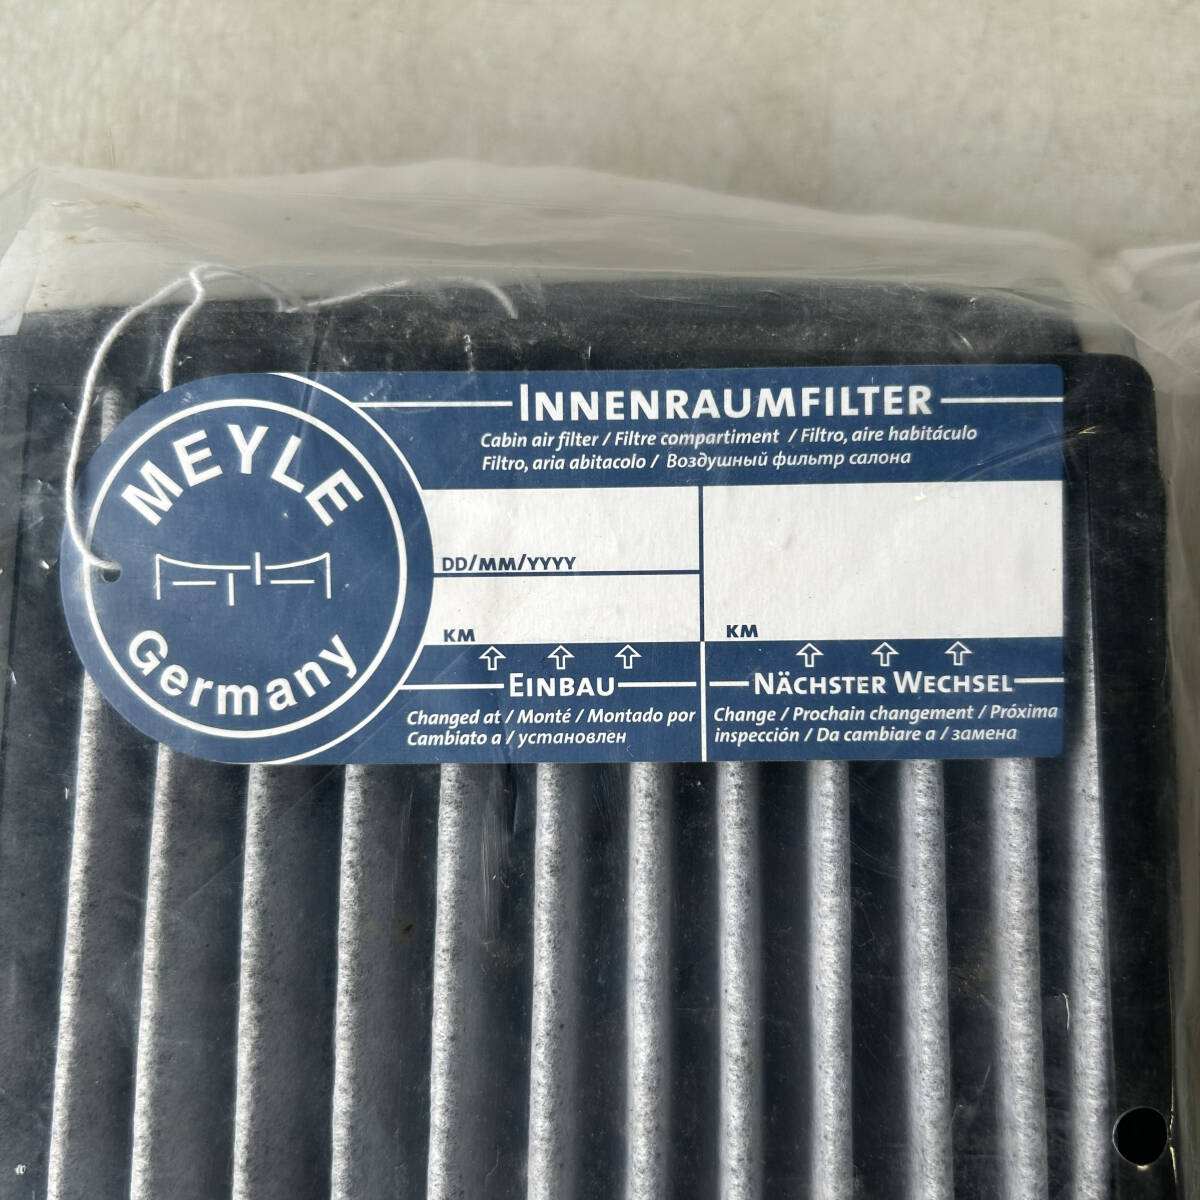 MEYLE
Germany
INNENRAUMFILTER
Cabin air filter / Filtre compartiment / Filtro, aire habitáculo
Filtro, aria abitacolo / Воздушный фильтр салона
DD/MM/YYYY
KM
KM
EINBAU
Changed at / Monté / Montado por
Cambiato a / установлен
NÄCHSTER WECHSEL
Change / Prochain changement / Próxima
inspección / Da cambiare a / замена